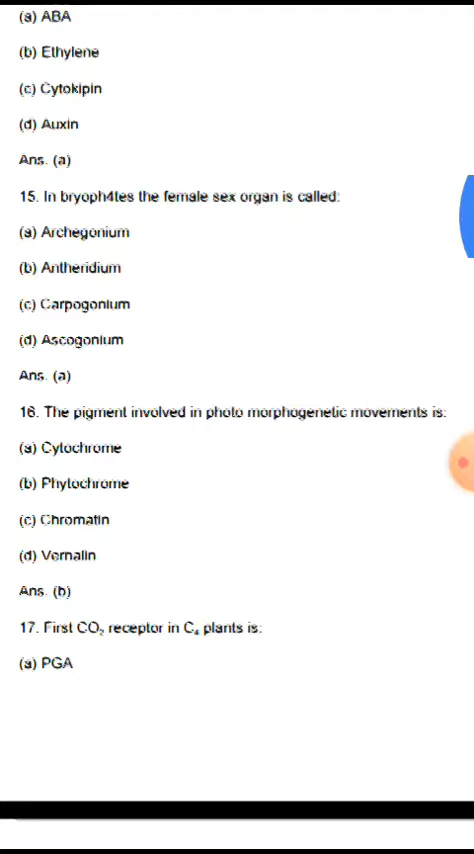 (a) ABA
(b) Ethylene
(c) Cytokipin
(d) Auxin
Ans. (a)
15. In bryoph4tes the female sex organ is called:
(a) Archegonium
(b) Antheridium
(c) Carpogonium
(d) Ascogonium
Ans. (a)
16. The pigment involved in photo morphogenetic movements is:
(a) Cytochrome
(b) Phytochrome
(c) Chromatin
(d) Vernalin
Ans. (b)
17. First CO₂ receptor in C₄ plants is:
(a) PGA